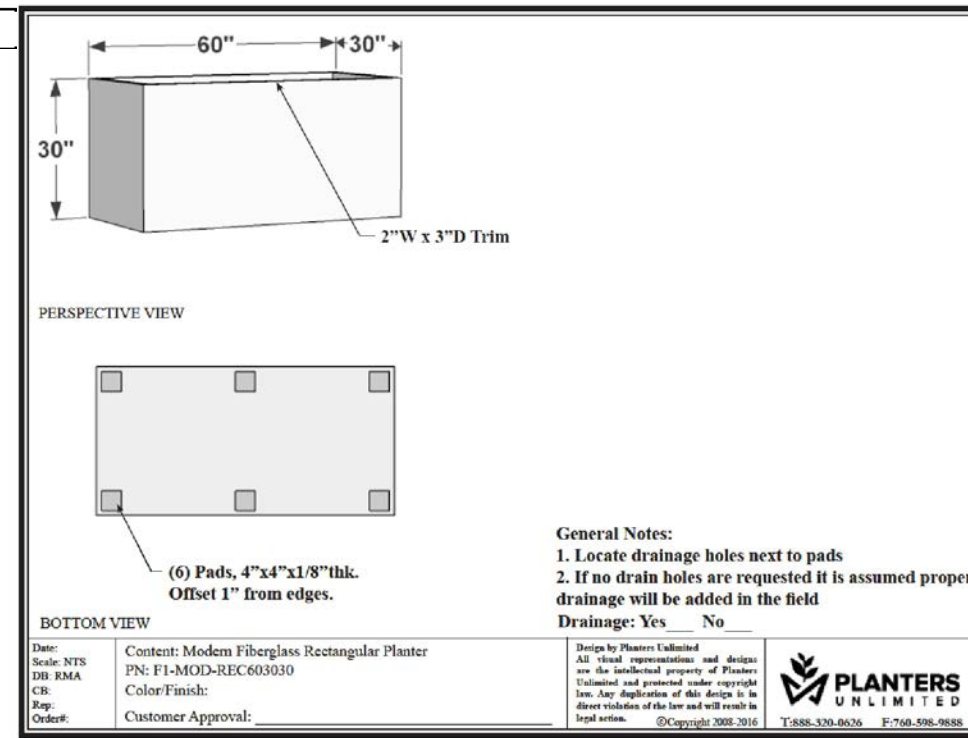 60"
30"
30"
2”W x 3”D Trim
PERSPECTIVE VIEW
(6) Pads, 4”x4”x1/8”thk.
Offset 1” from edges.
BOTTOM VIEW
General Notes:
1. Locate drainage holes next to pads
2. If no drain holes are requested it is assumed proper
drainage will be added in the field
Drainage: Yes___ No___
Date:
Scale: NTS
DB: RMA
CB:
Rep:
Order#:
Content: Modern Fiberglass Rectangular Planter
PN: F1-MOD-REC603030
Color/Finish:
Customer Approval: ____________________
Design by Planters Unlimited
All visual representations and designs
are the intellectual property of Planters
Unlimited and protected under copyright
law. Any duplication of this design is in
direct violation of the law and will result in
legal action. ©Copyright 2008-2016
PLANTERS
UNLIMITED
T:888-320-0626 F:760-598-9888